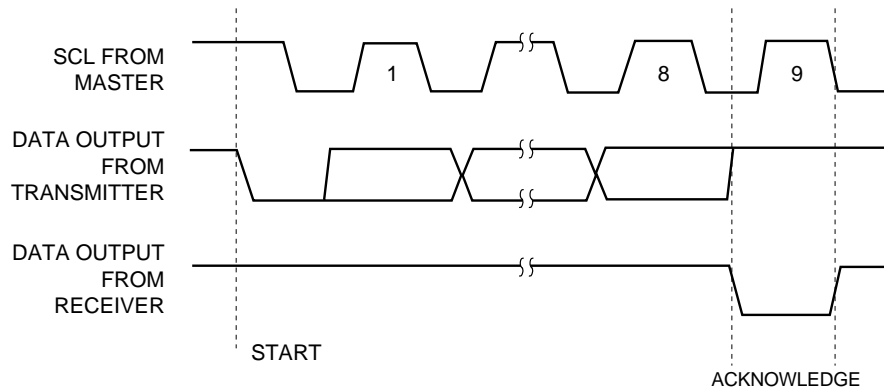 SCL FROM
MASTER
1
8
9
DATA OUTPUT
FROM
TRANSMITTER
DATA OUTPUT
FROM
RECEIVER
START
ACKNOWLEDGE